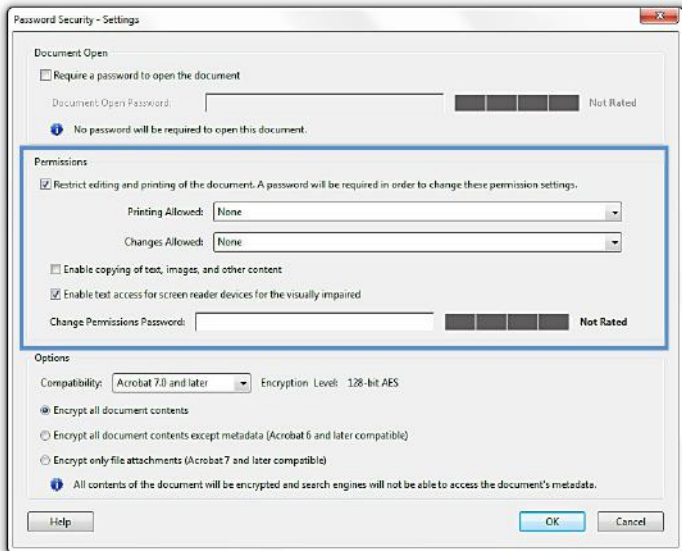 Password Security - Settings
Document Open
Require a password to open the document
Document Open Password: Not Rated
No password will be required to open this document.
Permissions
Restrict editing and printing of the document. A password will be required in order to change these permission settings.
Printing Allowed: None
Changes Allowed: None
Enable copying of text, images, and other content
Enable text access for screen reader devices for the visually impaired
Change Permissions Password: Not Rated
Options
Compatibility: Acrobat 7.0 and later Encryption Level: 128-bit AES
Encrypt all document contents
Encrypt all document contents except metadata (Acrobat 6 and later compatible)
Encrypt only file attachments (Acrobat 7 and later compatible)
All contents of the document will be encrypted and search engines will not be able to access the document's metadata.
Help OK Cancel